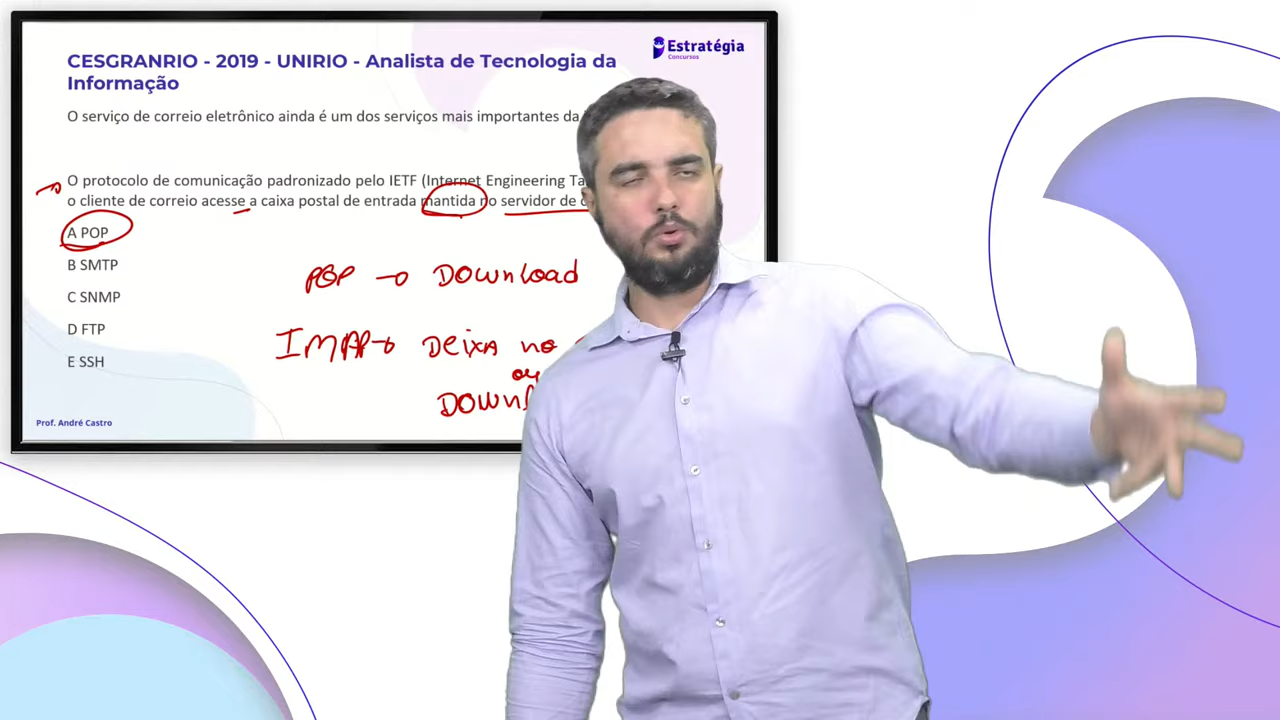 Estratégia
Concursos
CESGRANRIO - 2019 - UNIRIO - Analista de Tecnologia da
Informação
O serviço de correio eletrônico ainda é um dos serviços mais importantes da
O protocolo de comunicação padronizado pelo IETF (Internet Engineering
o cliente de correio acesse a caixa postal de entrada mantida no servidor de
A POP
B SMTP
POP → Download
C SNMP
D FTP
IMAP → Deixa no
E SSH
ou
Prof. André Castro